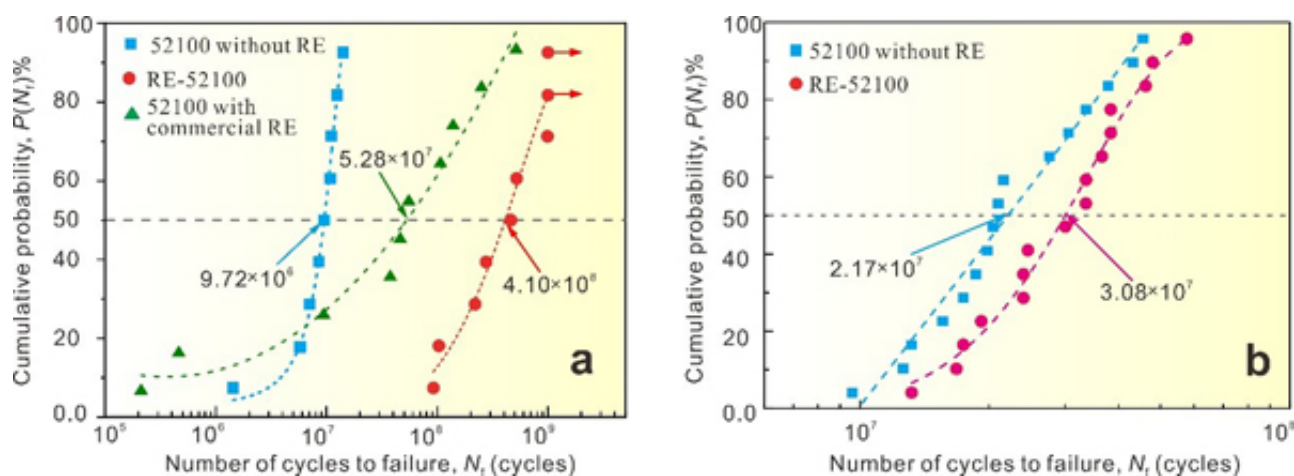 100
80
60
40
20
0.0
Cumulative probability, P(Nf)%
52100 without RE
RE-52100
52100 with
commercial RE
5.28×10⁷
9.72×10⁶
4.10×10⁸
a
10⁵ 10⁶ 10⁷ 10⁸ 10⁹
Number of cycles to failure, Nf (cycles)
100
80
60
40
20
0.0
Cumulative probability, P(Nf)%
52100 without RE
RE-52100
2.17×10⁷
3.08×10⁷
b
10⁷ 10⁸
Number of cycles to failure, Nf (cycles)